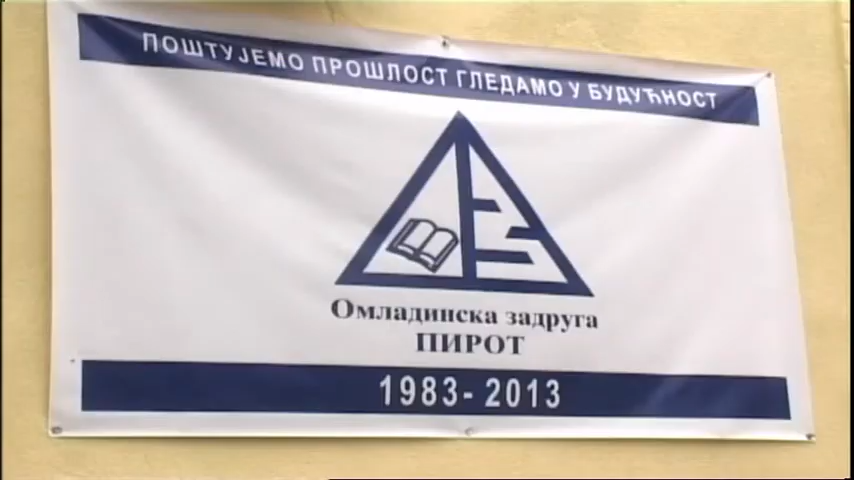 ПОШТУЈЕМО ПРОШЛОСТ ГЛЕДАМО У БУДУЋНОСТ
Омладинска задруга
ПИРОТ
1983- 2013